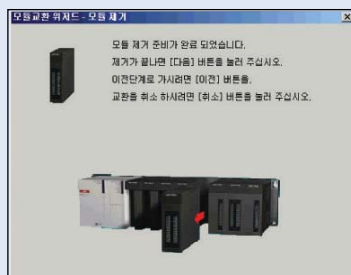 모듈교환 위저드 - 모듈 제거
모듈 제거 준비가 완료 되었습니다.
제거가 끝나면 [다음] 버튼을 눌러 주십시오.
이전단계로 가시려면 [이전] 버튼을,
교환을 취소 하시려면 [취소] 버튼을 눌러 주십시오.